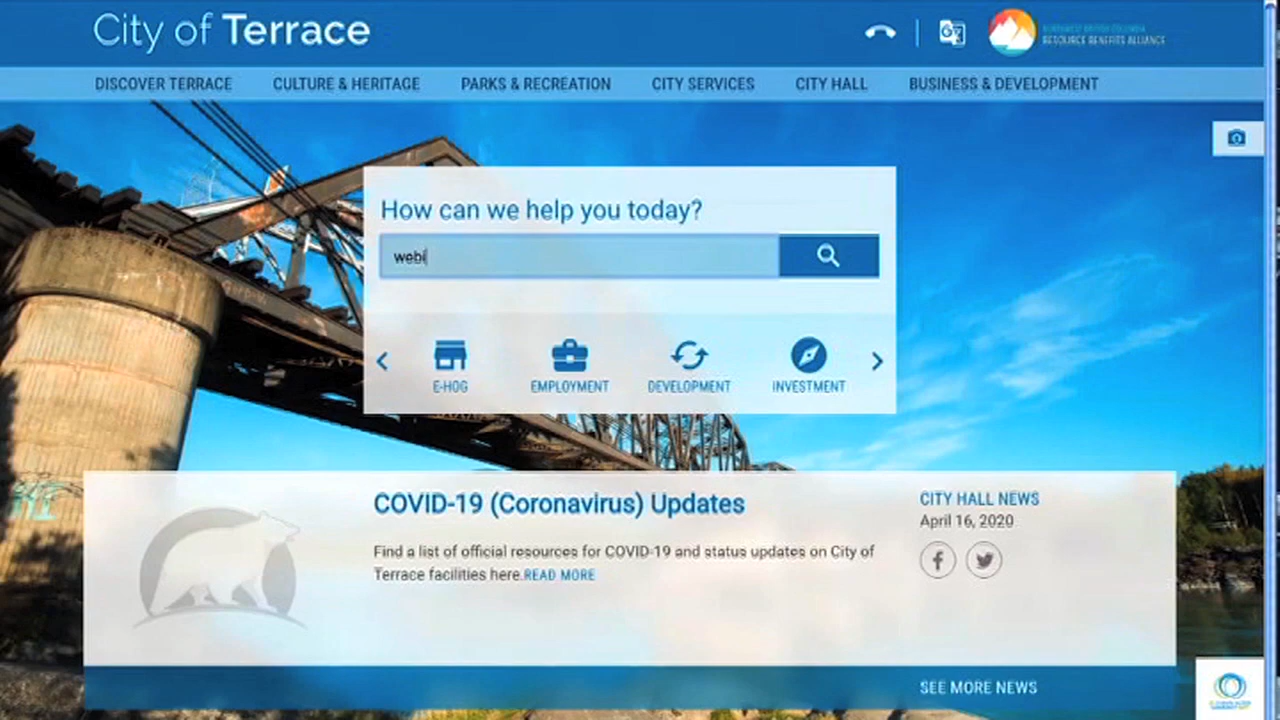 City of Terrace
RESOURCE BENEFITS ALLIANCE
DISCOVER TERRACE
CULTURE & HERITAGE
PARKS & RECREATION
CITY SERVICES
CITY HALL
BUSINESS & DEVELOPMENT
How can we help you today?
webi
E-HOG
EMPLOYMENT
DEVELOPMENT
INVESTMENT
COVID-19 (Coronavirus) Updates
Find a list of official resources for COVID-19 and status updates on City of
Terrace facilities here.READ MORE
CITY HALL NEWS
April 16, 2020
SEE MORE NEWS